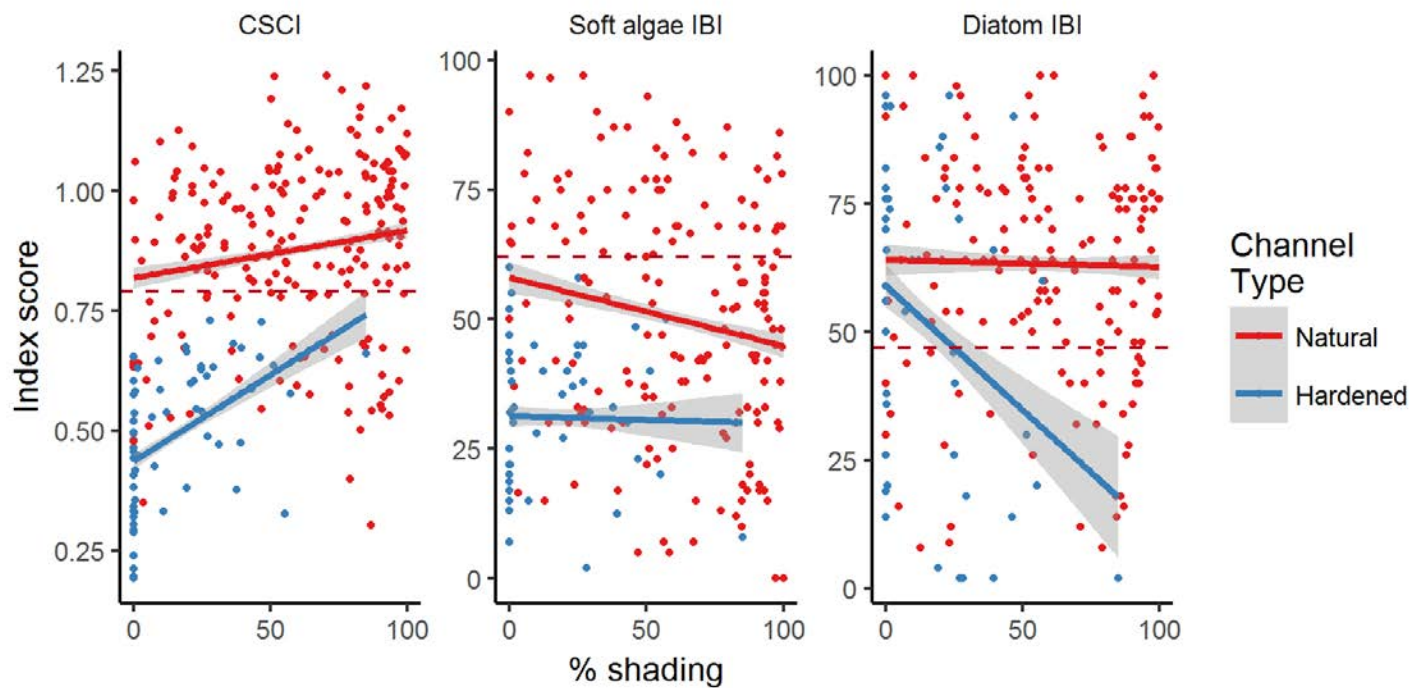 CSCI
Soft algae IBI
Diatom IBI
Index score
1.25
1.00
0.75
0.50
0.25
0
50
100
100
75
50
25
0
0
50
100
100
75
50
25
0
0
50
100
% shading
Channel
Type
Natural
Hardened